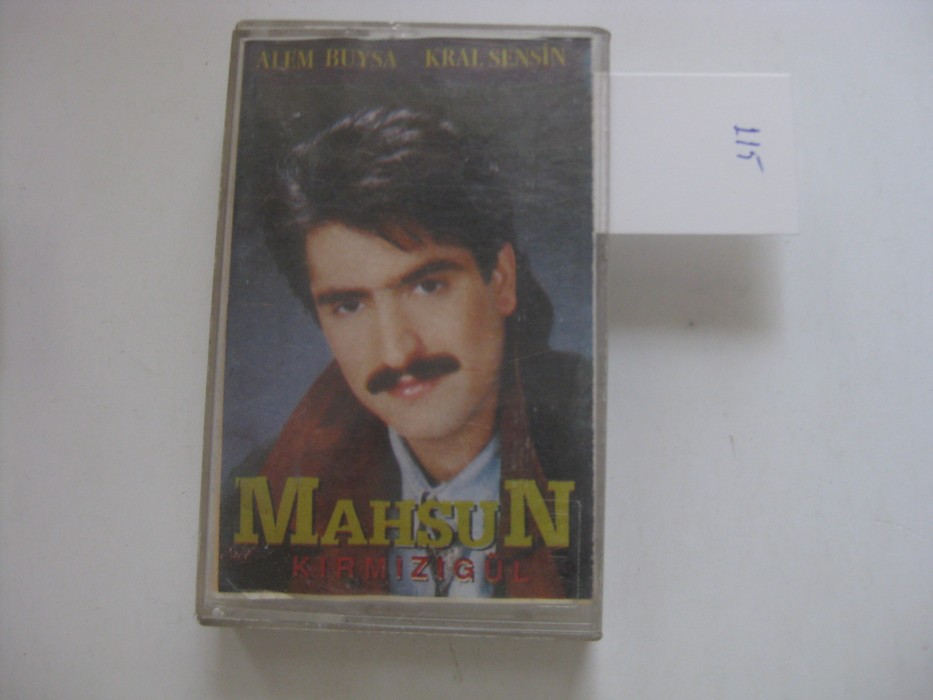 ALEM BUYSA KRAL SENSİN
MAHSUN
KIRMIZIGÜL
115